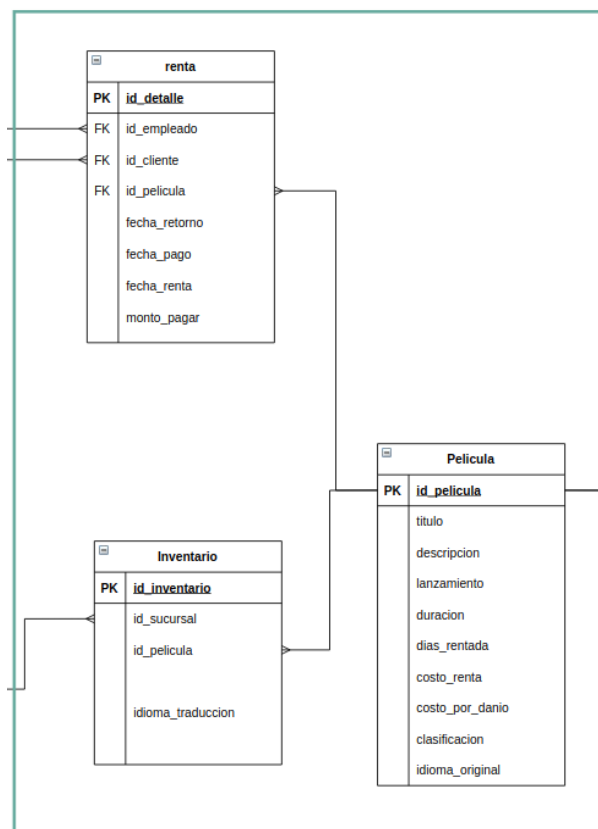 renta
PK id_detalle
FK id_empleado
FK id_cliente
FK id_pelicula
fecha_retorno
fecha_pago
fecha_renta
monto_pagar
Pelicula
PK id_pelicula
titulo
descripcion
lanzamiento
duracion
dias_rentada
costo_renta
costo_por_danio
clasificacion
idioma_original
Inventario
PK id_inventario
id_sucursal
id_pelicula
idioma_traduccion